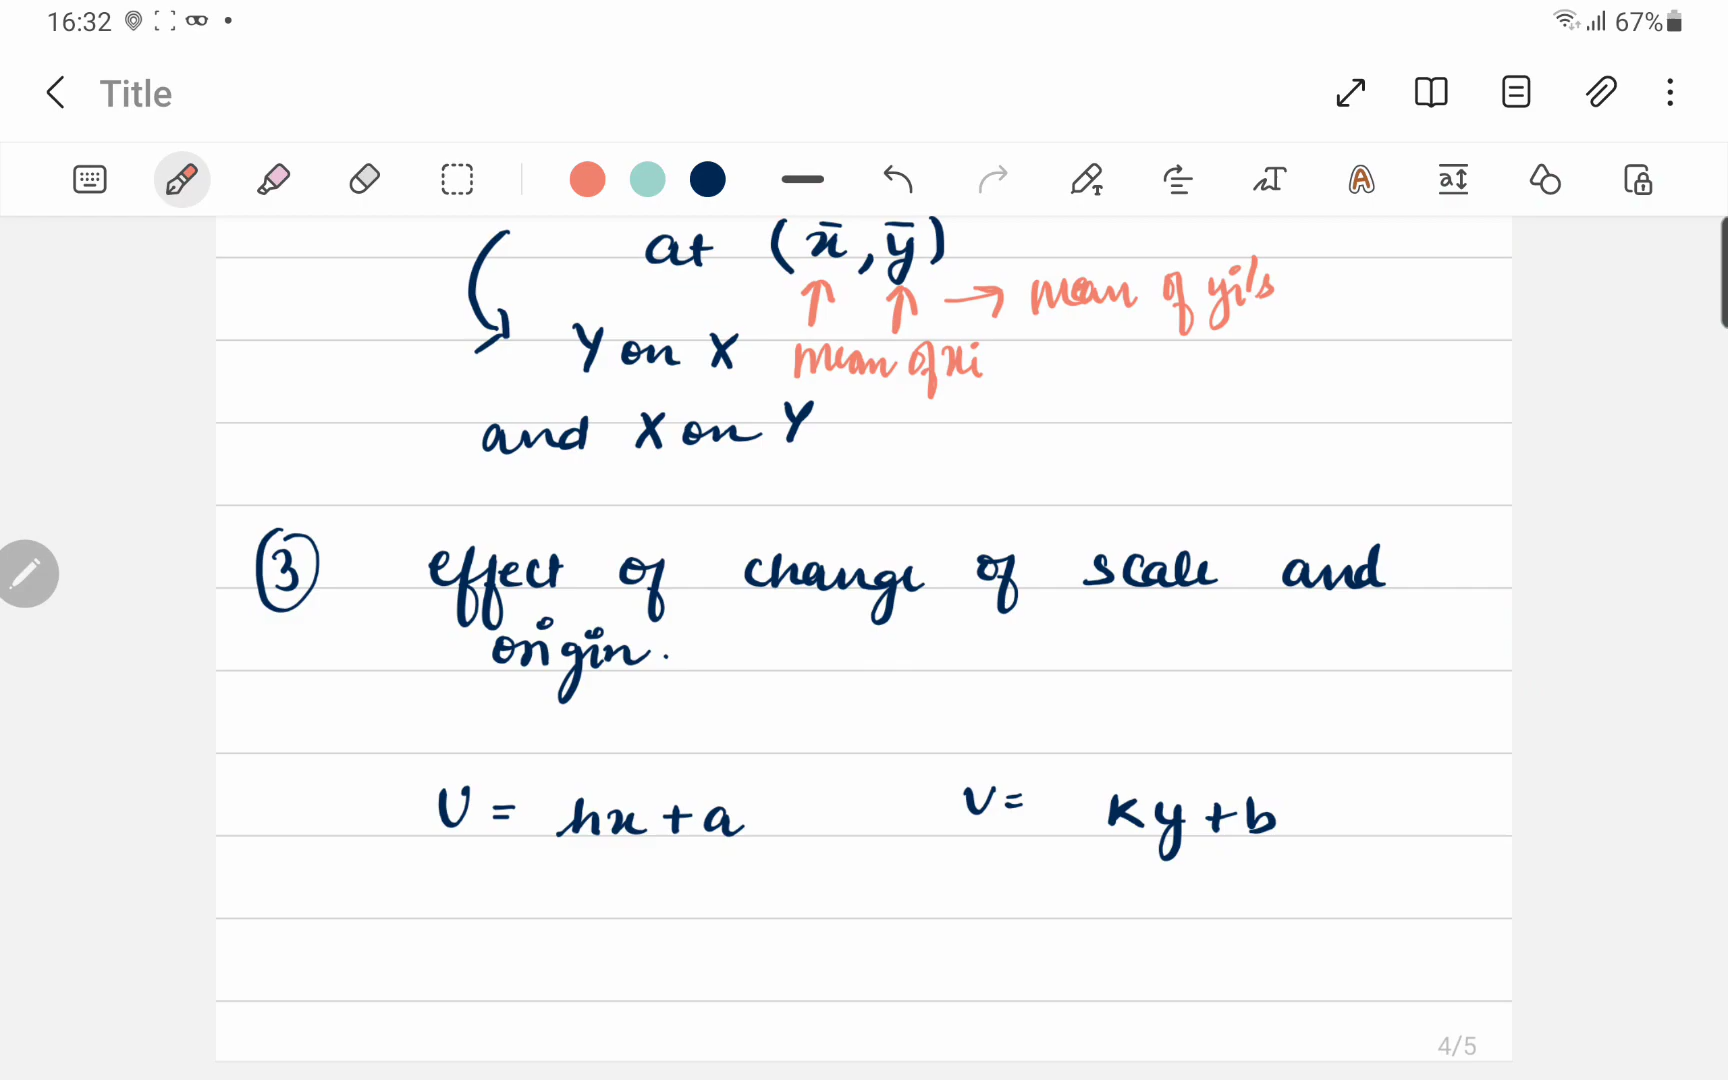 16:32
67%
Title
at (x̄, ȳ)
↑ ↑ → mean of yi's
Y on X mean of xi
and X on Y
③ effect of change of scale and
origin.
U = hx + a v = ky + b
4/5